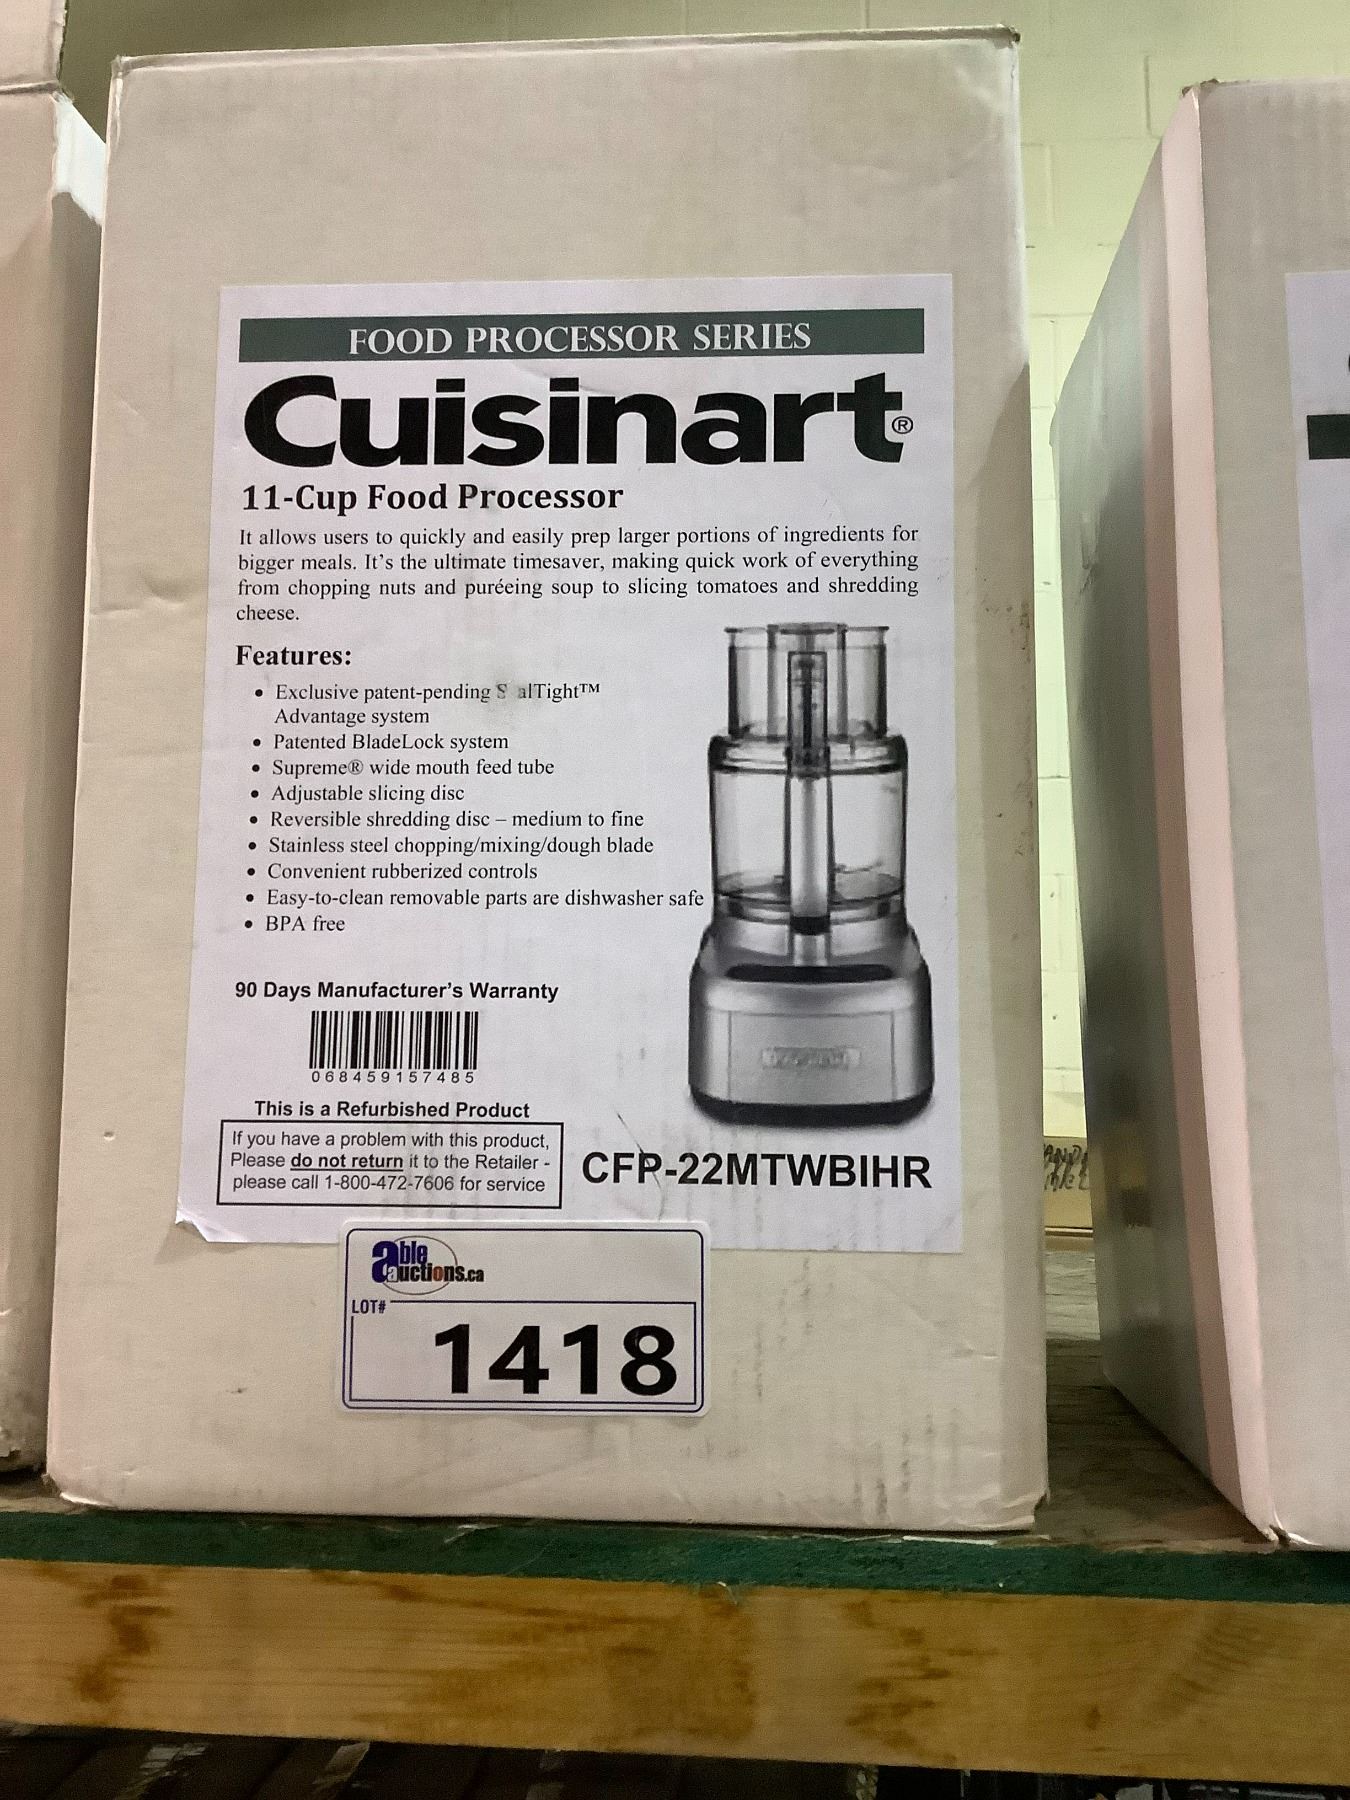 FOOD PROCESSOR SERIES
Cuisinart®
11-Cup Food Processor
It allows users to quickly and easily prep larger portions of ingredients for
bigger meals. It's the ultimate timesaver, making quick work of everything
from chopping nuts and puréeing soup to slicing tomatoes and shredding
cheese.
Features:
• Exclusive patent-pending S alTight™
Advantage system
• Patented BladeLock system
• Supreme® wide mouth feed tube
• Adjustable slicing disc
• Reversible shredding disc – medium to fine
• Stainless steel chopping/mixing/dough blade
• Convenient rubberized controls
• Easy-to-clean removable parts are dishwasher safe
• BPA free
90 Days Manufacturer's Warranty
068459157485
This is a Refurbished Product
If you have a problem with this product,
Please do not return it to the Retailer -
please call 1-800-472-7606 for service
CFP-22MTWBIHR
able
auctions.ca
LOT#
1418